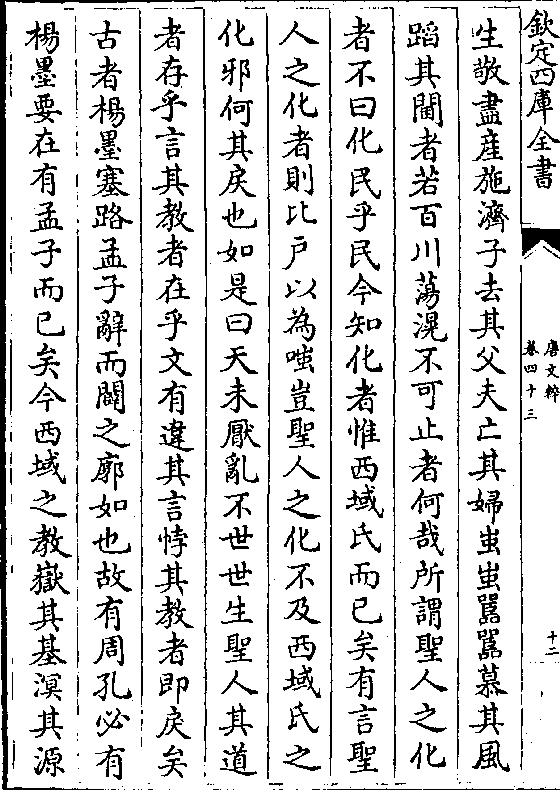 欽定四庫全書
唐文粹
卷四十三
十二
生敬盡産施濟子去其父夫亡其婦蚩蚩囂囂慕其風
蹈其閫者若百川蕩滉不可止者何哉所謂聖人之化
者不曰化民乎民今知化者惟西域氏而已矣有言聖
人之化者則比戶以為嗤豈聖人之化不及西域氏之
化邪何其戾也如是曰天未厭亂不世世生聖人其道
者存乎言其教者在乎文有違其言悖其教者即戾矣
古者楊墨塞路孟子辭而闢之廓如也故有周孔必有
楊墨要在有孟子而已矣今西域之教嶽其基溟其源